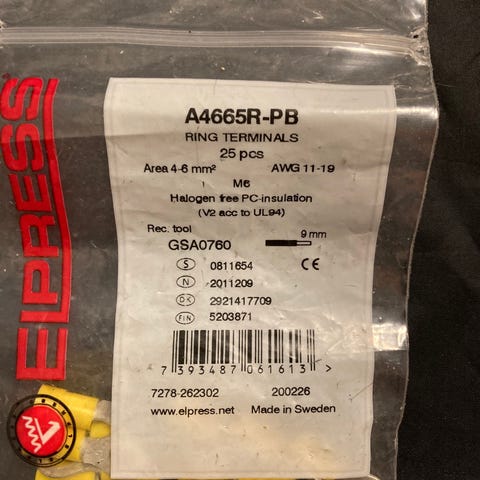 ELPRESS
A4665R-PB
RING TERMINALS
25 pcs
Area 4-6 mm² AWG 11-19
M6
Halogen free PC-insulation
(V2 acc to UL94)
Rec. tool
GSA0760 9 mm
S 0811654 CE
N 2011209
DK 2921417709
FIN 5203871
7 393487 061613 >
7278-262302 200226
www.elpress.net Made in Sweden